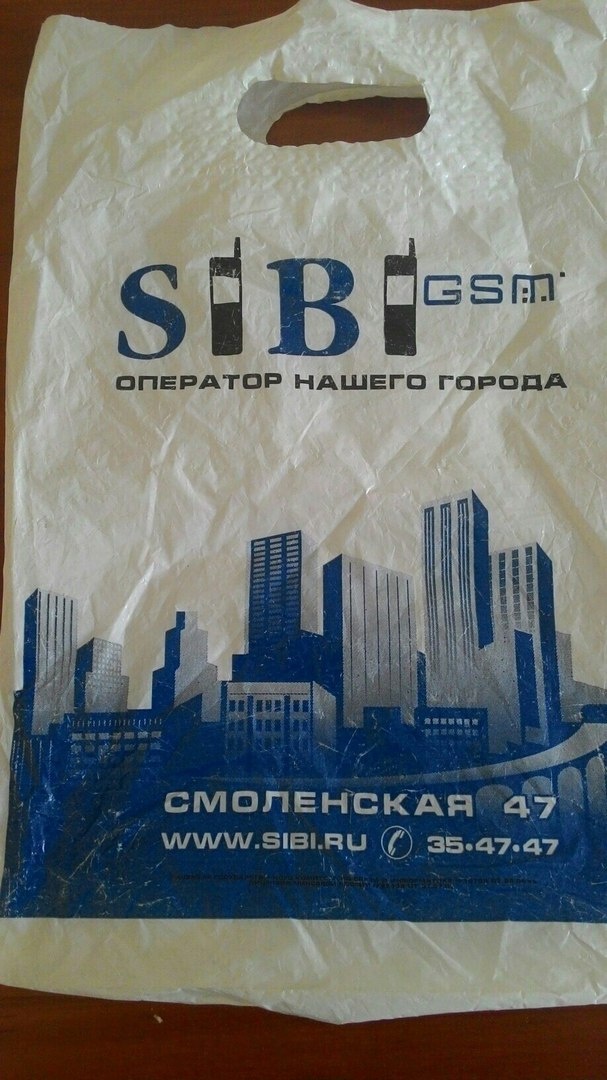 SIBI GSM
ОПЕРАТОР НАШЕГО ГОРОДА
СМОЛЕНСКАЯ 47
WWW.SIBI.RU 35•47•47